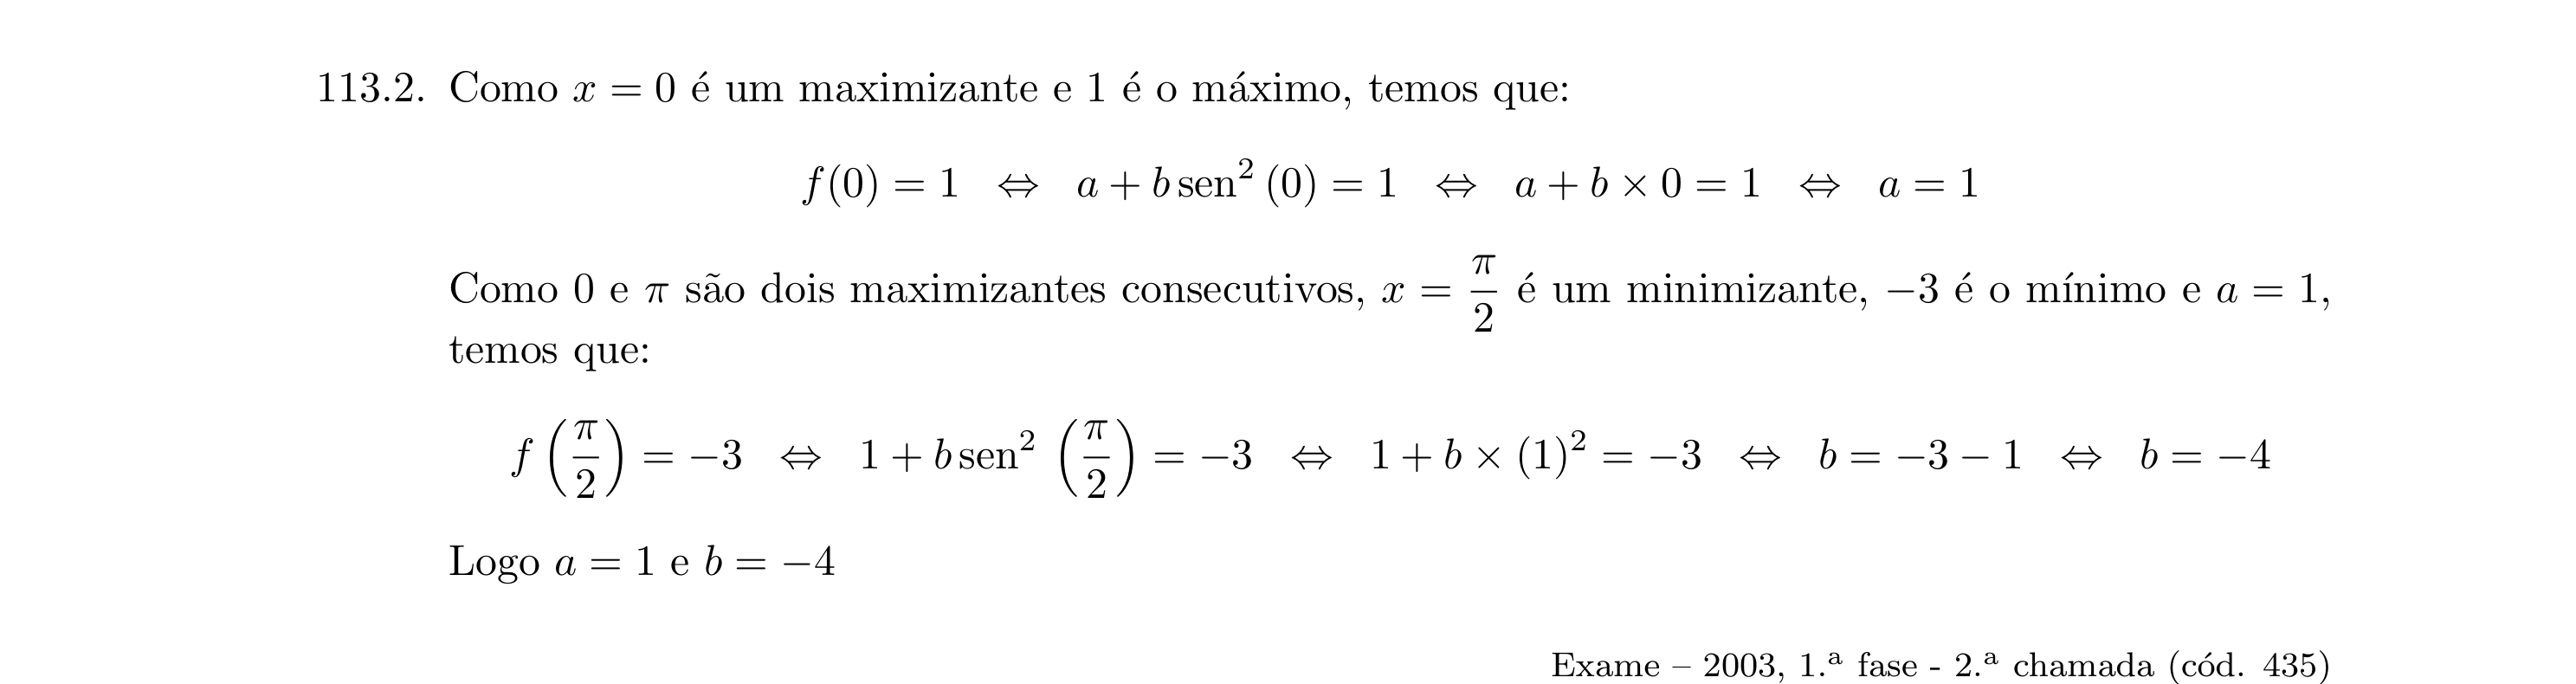 113.2. Como x = 0 é um maximizante e 1 é o máximo, temos que:
f(0) = 1 ⇔ a + b sen² (0) = 1 ⇔ a + b × 0 = 1 ⇔ a = 1
Como 0 e π são dois maximizantes consecutivos, x = π/2 é um minimizante, −3 é o mínimo e a = 1,
temos que:
f (π/2) = −3 ⇔ 1 + b sen² (π/2) = −3 ⇔ 1 + b × (1)² = −3 ⇔ b = −3 − 1 ⇔ b = −4
Logo a = 1 e b = −4
Exame – 2003, 1.ª fase - 2.ª chamada (cód. 435)